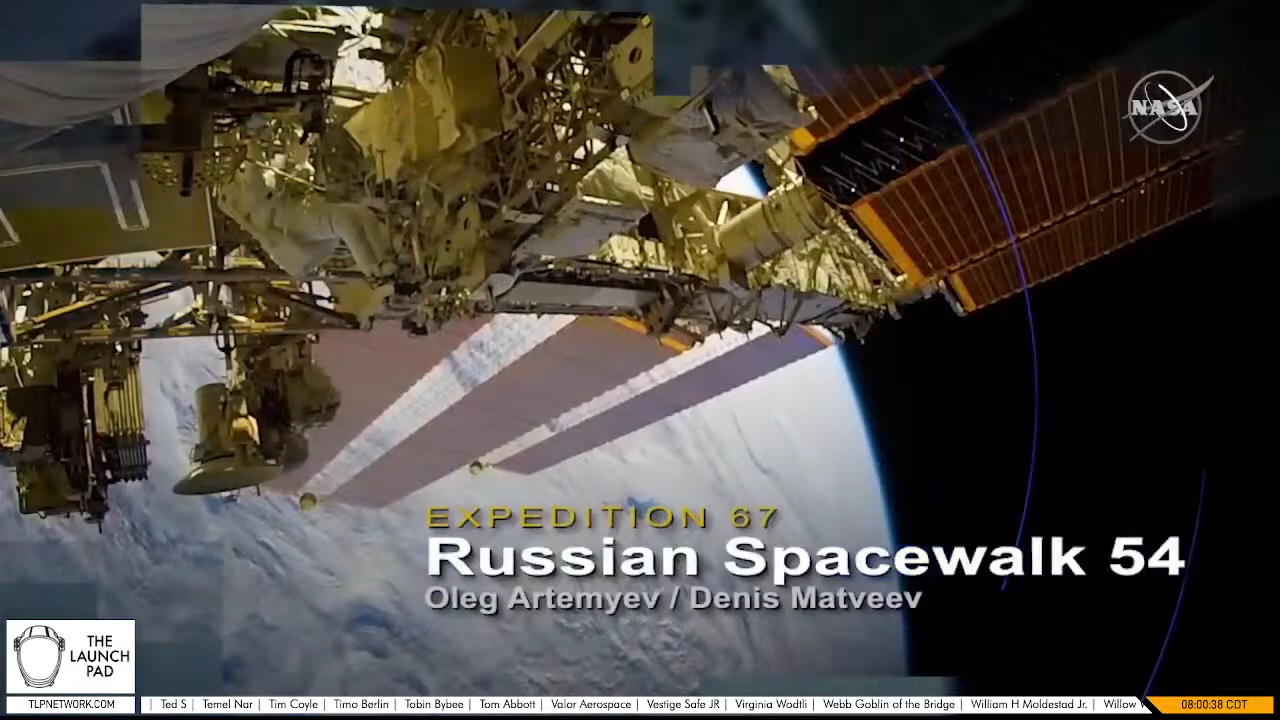 NASA
EXPEDITION 67
Russian Spacewalk 54
Oleg Artemyev / Denis Matveev
THE
LAUNCH
PAD
TLPNETWORK.COM
| Ted S | Temel Nar | Tim Coyle | Timo Berlin | Tobin Bybee | Tom Abbott | Valor Aerospace | Vestige Safe JR | Virginia Wodtli | Webb Goblin of the Bridge | William H Moldestad Jr. | Willow
08:00:38 CDT